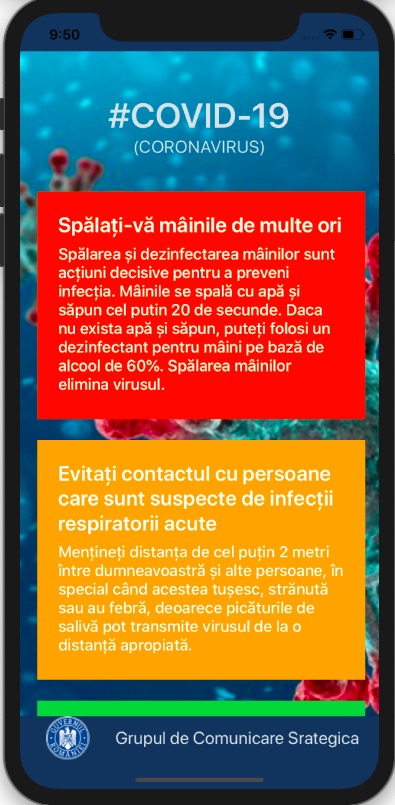 9:50
#COVID-19
(CORONAVIRUS)
Spălați-vă mâinile de multe ori
Spălarea și dezinfectarea mâinilor sunt
acțiuni decisive pentru a preveni
infecția. Mâinile se spală cu apă și
săpun cel putin 20 de secunde. Daca
nu exista apă și săpun, puteți folosi un
dezinfectant pentru mâini pe bază de
alcool de 60%. Spălarea mâinilor
elimina virusul.
Evitați contactul cu persoane
care sunt suspecte de infecții
respiratorii acute
Mențineți distanța de cel puțin 2 metri
între dumneavoastră și alte persoane, în
special când acestea tușesc, strănută
sau au febră, deoarece picăturile de
salivă pot transmite virusul de la o
distanță apropiată.
GUVERNUL
ROMÂNIEI
Grupul de Comunicare Srategica